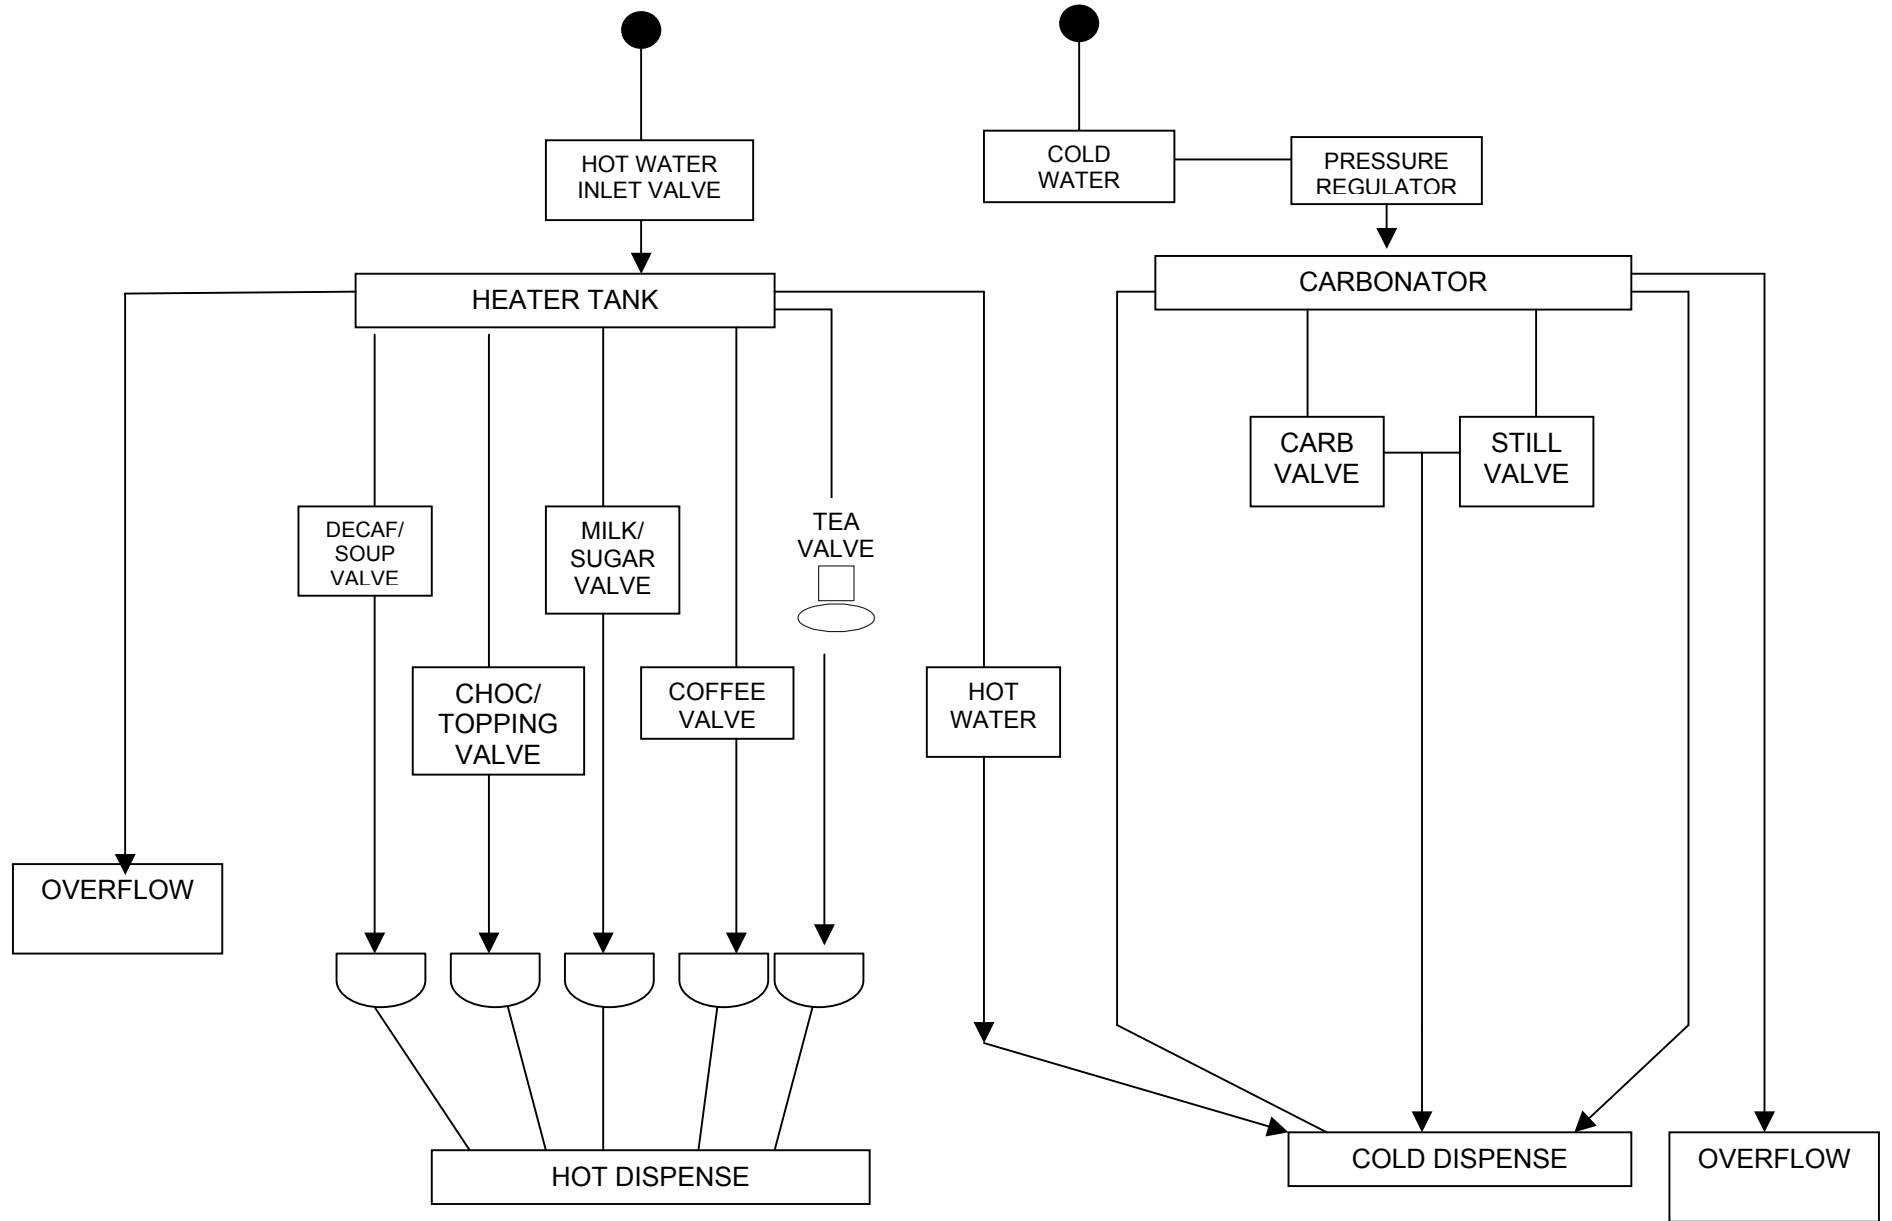 HOT WATER
INLET VALVE
COLD
WATER
PRESSURE
REGULATOR
HEATER TANK
CARBONATOR
CARB
VALVE
STILL
VALVE
DECAF/
SOUP
VALVE
MILK/
SUGAR
VALVE
TEA
VALVE
CHOC/
TOPPING
VALVE
COFFEE
VALVE
HOT
WATER
OVERFLOW
HOT DISPENSE
COLD DISPENSE
OVERFLOW